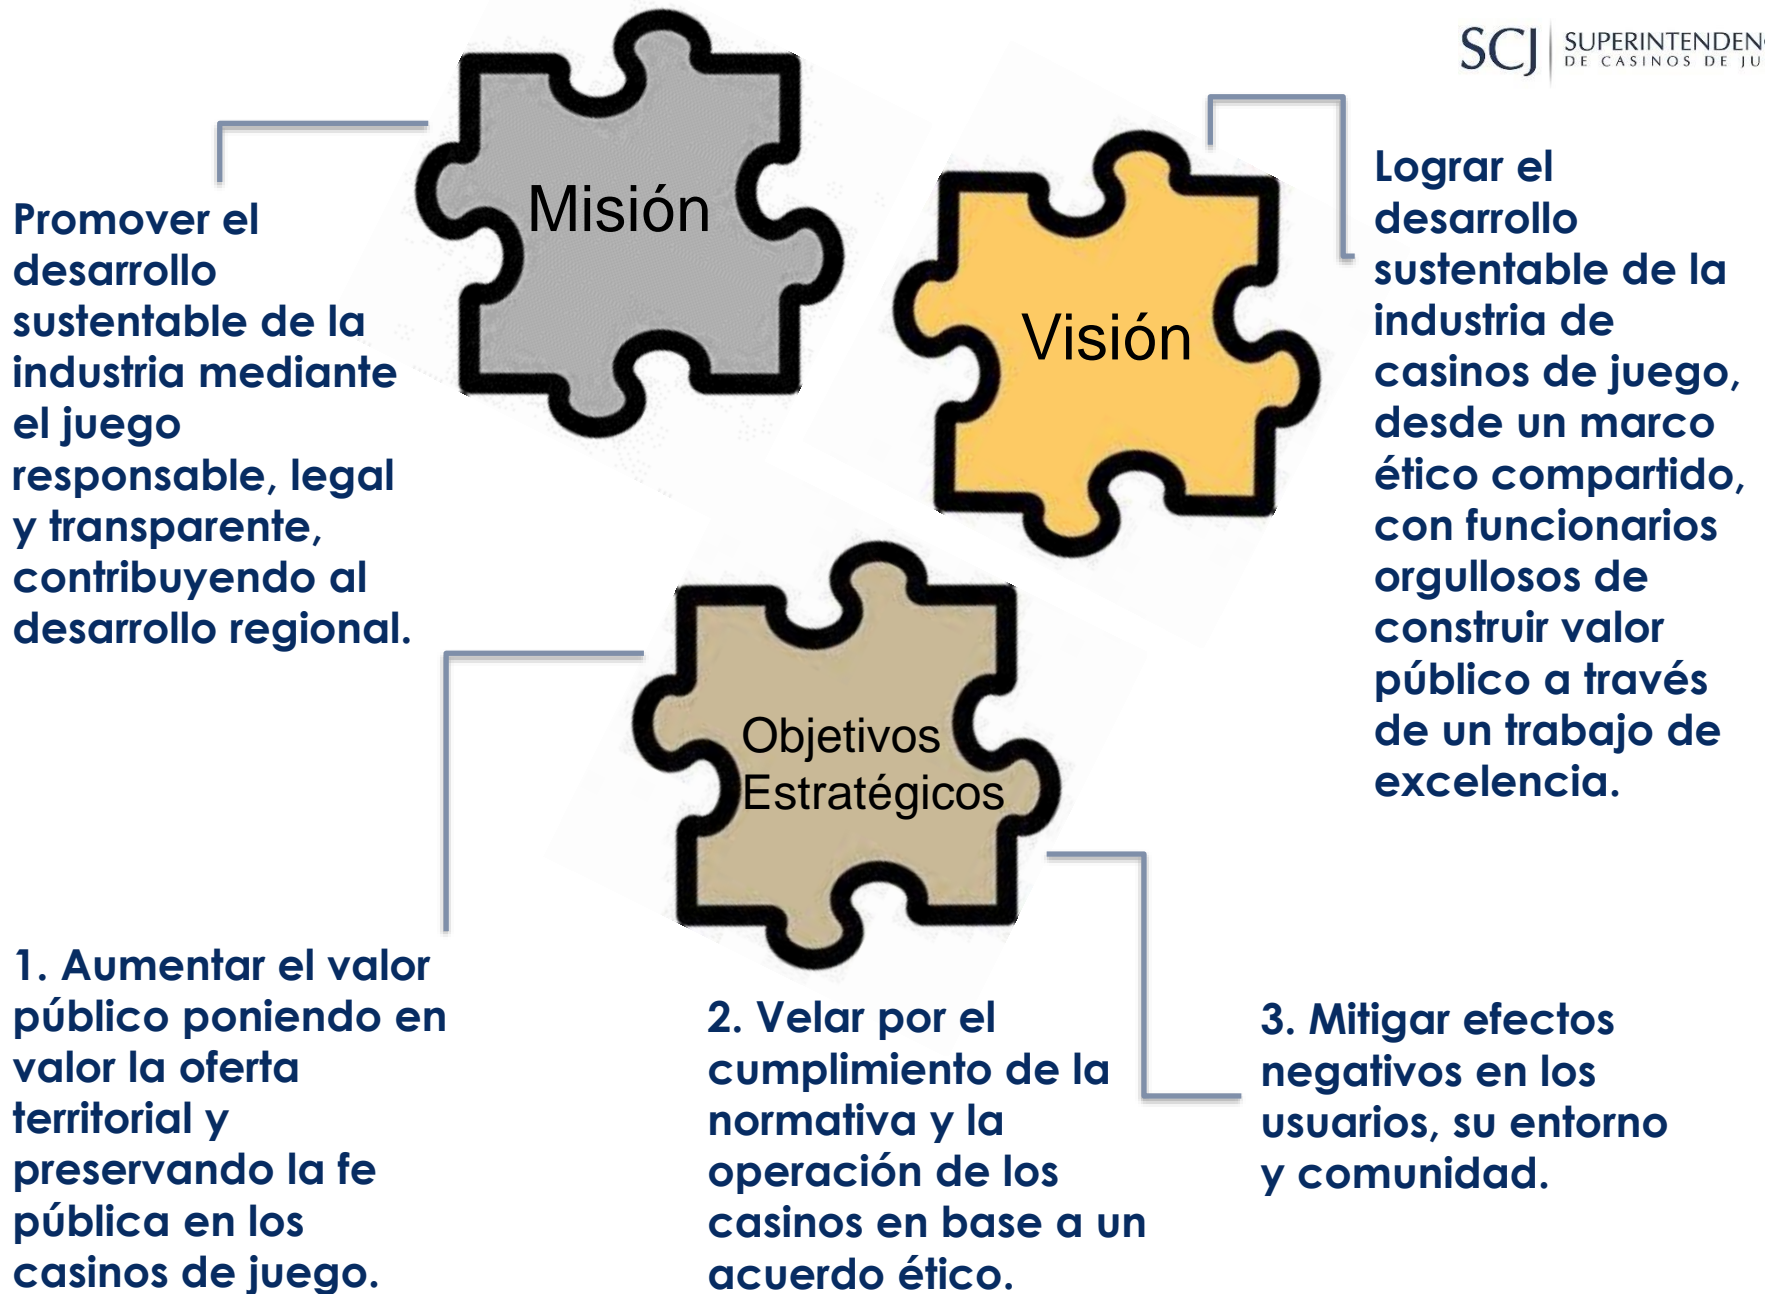 SCJ
SUPERINTENDEN
DE CASINOS DE JU
Misión
Promover el
desarrollo
sustentable de la
industria mediante
el juego
responsable, legal
y transparente,
contribuyendo al
desarrollo regional.
Visión
Lograr el
desarrollo
sustentable de la
industria de
casinos de juego,
desde un marco
ético compartido,
con funcionarios
orgullosos de
construir valor
público a través
de un trabajo de
excelencia.
Objetivos
Estratégicos
1. Aumentar el valor
público poniendo en
valor la oferta
territorial y
preservando la fe
pública en los
casinos de juego.
2. Velar por el
cumplimiento de la
normativa y la
operación de los
casinos en base a un
acuerdo ético.
3. Mitigar efectos
negativos en los
usuarios, su entorno
y comunidad.